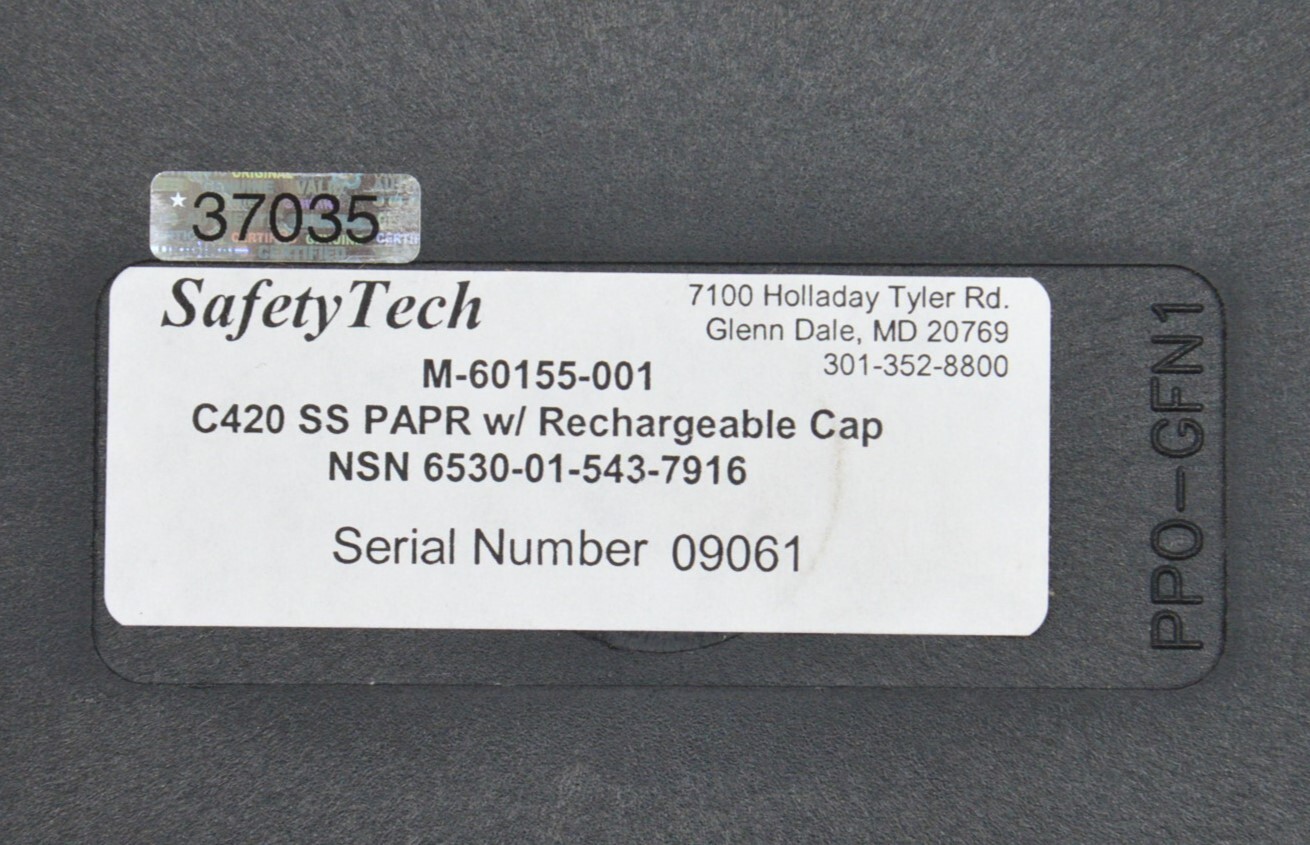 37035
SafetyTech
7100 Holladay Tyler Rd.
Glenn Dale, MD 20769
301-352-8800
M-60155-001
C420 SS PAPR w/ Rechargeable Cap
NSN 6530-01-543-7916
Serial Number 09061
PPO-GFN1